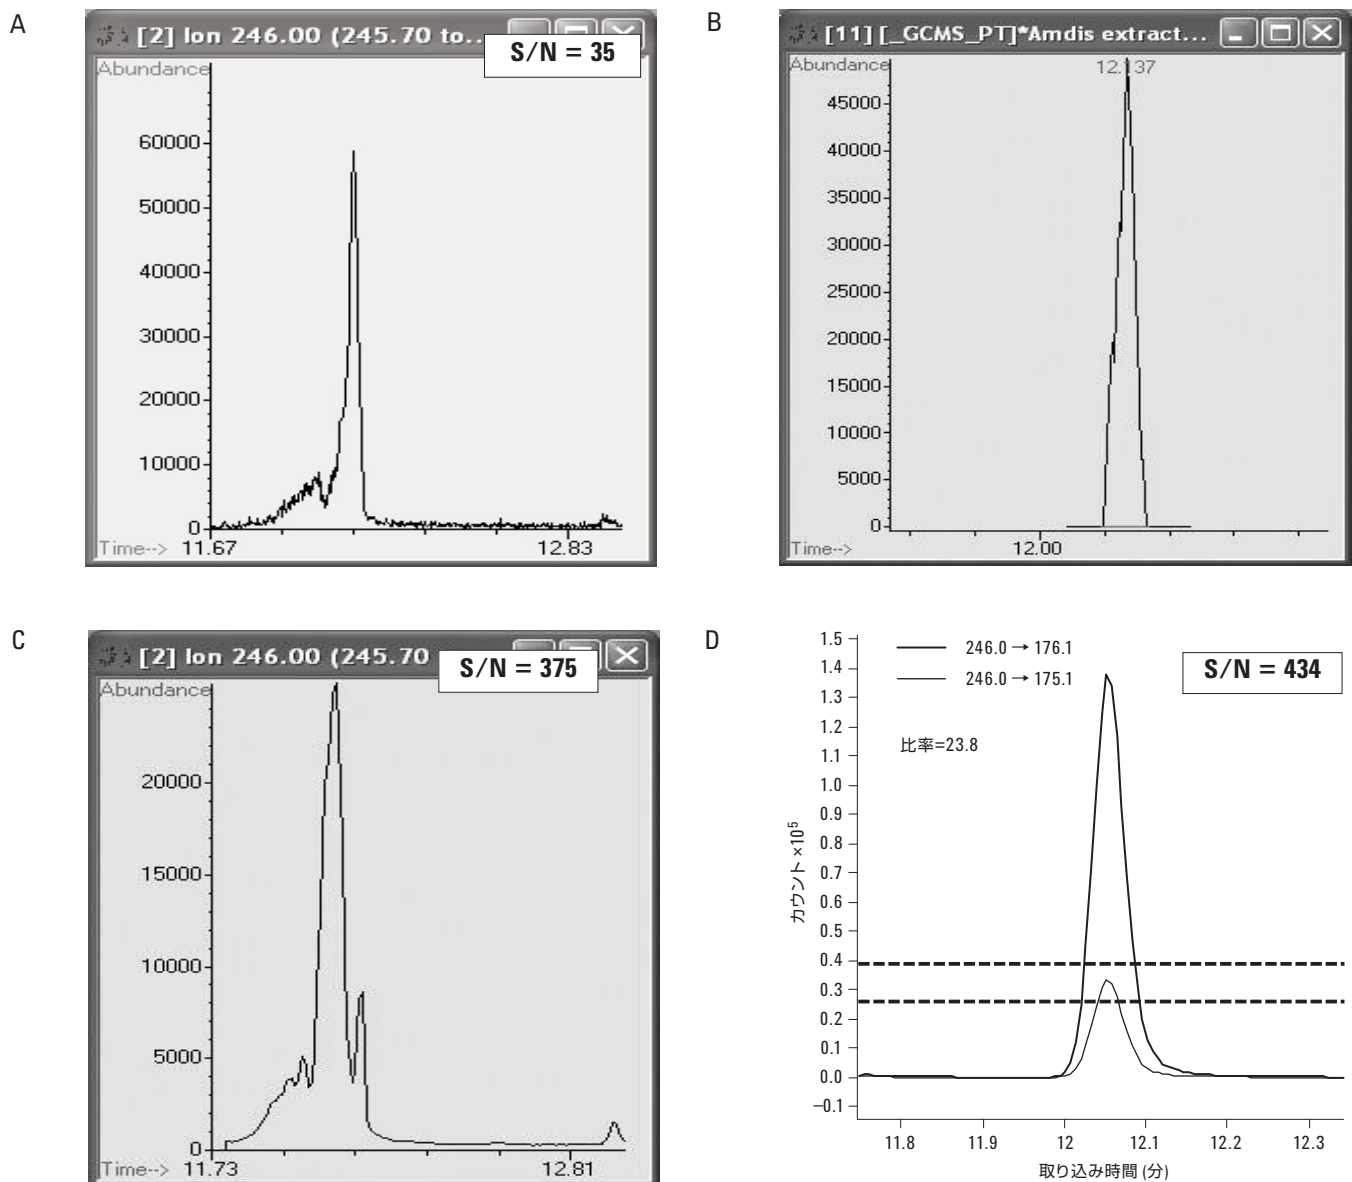 A
[2] Ion 246.00 (245.70 to...
S/N = 35
Abundance
60000
50000
40000
30000
20000
10000
0
Time--> 11.67 12.83
B
[11] [_GCMS_PT]*Amdis extract...
Abundance
12.137
45000
40000
35000
30000
25000
20000
15000
10000
5000
0
Time--> 12.00
C
[2] Ion 246.00 (245.70
S/N = 375
Abundance
20000
15000
10000
5000
0
Time--> 11.73 12.81
D
246.0 → 176.1
246.0 → 175.1
S/N = 434
比率=23.8
カウント ×10⁵
1.5
1.4
1.3
1.2
1.1
1.0
0.9
0.8
0.7
0.6
0.5
0.4
0.3
0.2
0.1
0.0
−0.1
11.8 11.9 12 12.1 12.2 12.3
取り込み時間 (分)